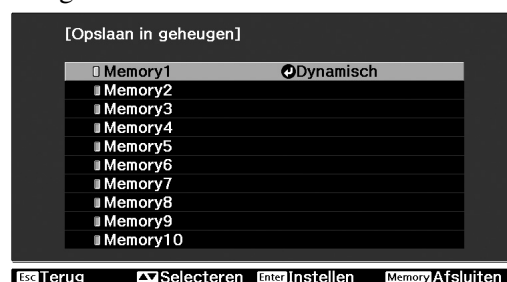 [Opslaan in geheugen]
Memory1 Dynamisch
Memory2
Memory3
Memory4
Memory5
Memory6
Memory7
Memory8
Memory9
Memory10
Esc Terug Selecteren Enter Instellen Memory Afsluiten